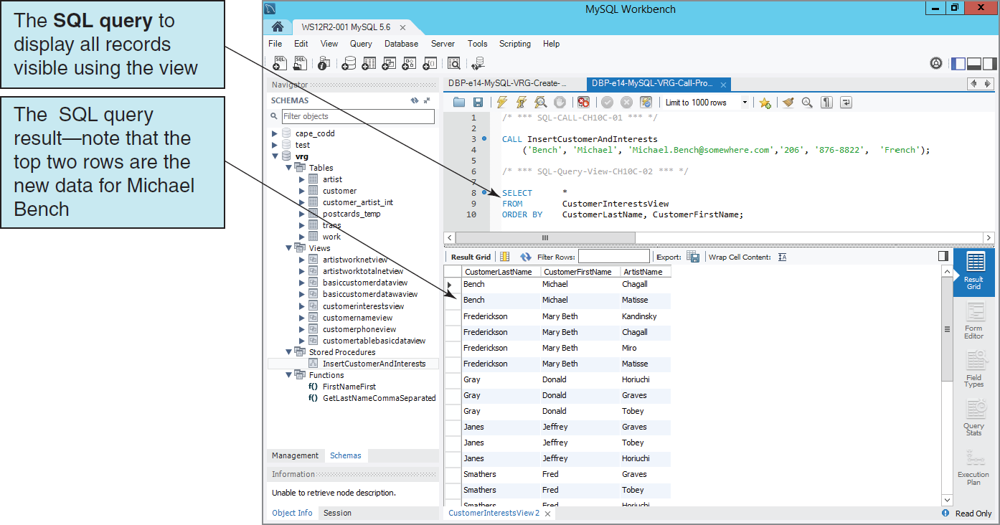 The SQL query to
display all records
visible using the view
The  SQL query
result—note that the
top two rows are the
new data for Michael
Bench
MySQL Workbench
WS12R2-001 MySQL 5.6
File Edit View Query Database Server Tools Scripting Help
Navigator
SCHEMAS
Filter objects
cape_codd
test
vrg
Tables
artist
customer
customer_artist_int
postcards_temp
trans
work
Views
artistworknetview
artistworktotalnetview
basiccustomerdataview
basiccustomerdatawaview
customerinterestsview
customernameview
customerphoneview
customertablebasicdataview
Stored Procedures
InsertCustomerAndInterests
Functions
f() FirstNameFirst
f() GetLastNameCommaSeparated
Management Schemas
Information
Unable to retrieve node description.
Object Info Session
DBP-e14-MySQL-VRG-Create-... DBP-e14-MySQL-VRG-Call-Pro...
Limit to 1000 rows
1 /* *** SQL-CALL-CH10C-01 *** */
2
3 CALL InsertCustomerAndInterests
4 ('Bench', 'Michael', 'Michael.Bench@somewhere.com','206', '876-8822', 'French');
5
6 /* *** SQL-Query-View-CH10C-02 *** */
7
8 SELECT *
9 FROM CustomerInterestsView
10 ORDER BY CustomerLastName, CustomerFirstName;
Result Grid Filter Rows: Export: Wrap Cell Content:
CustomerLastName CustomerFirstName ArtistName
Bench Michael Chagall
Bench Michael Matisse
Frederickson Mary Beth Kandinsky
Frederickson Mary Beth Chagall
Frederickson Mary Beth Miro
Frederickson Mary Beth Matisse
Gray Donald Horiuchi
Gray Donald Graves
Gray Donald Tobey
Janes Jeffrey Graves
Janes Jeffrey Tobey
Janes Jeffrey Horiuchi
Smathers Fred Graves
Smathers Fred Tobey
Smathers Fred Horiuchi
Result
Grid
Form
Editor
Field
Types
Query
Stats
Execution
Plan
CustomerInterestsView 2
Read Only